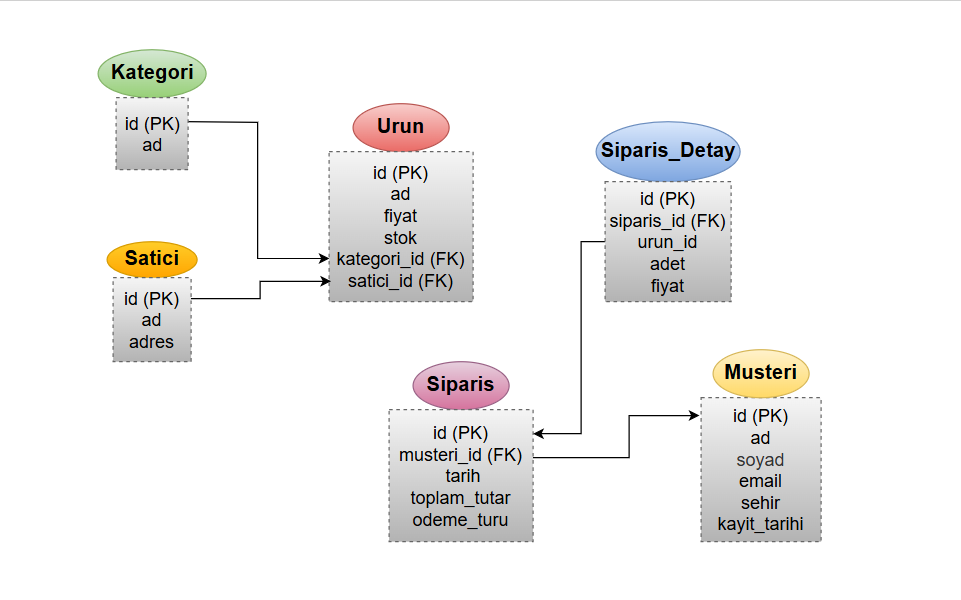 Kategori
id (PK)
ad
Urun
id (PK)
ad
fiyat
stok
kategori_id (FK)
satici_id (FK)
Siparis_Detay
id (PK)
siparis_id (FK)
urun_id
adet
fiyat
Satici
id (PK)
ad
adres
Siparis
id (PK)
musteri_id (FK)
tarih
toplam_tutar
odeme_turu
Musteri
id (PK)
ad
soyad
email
sehir
kayit_tarihi